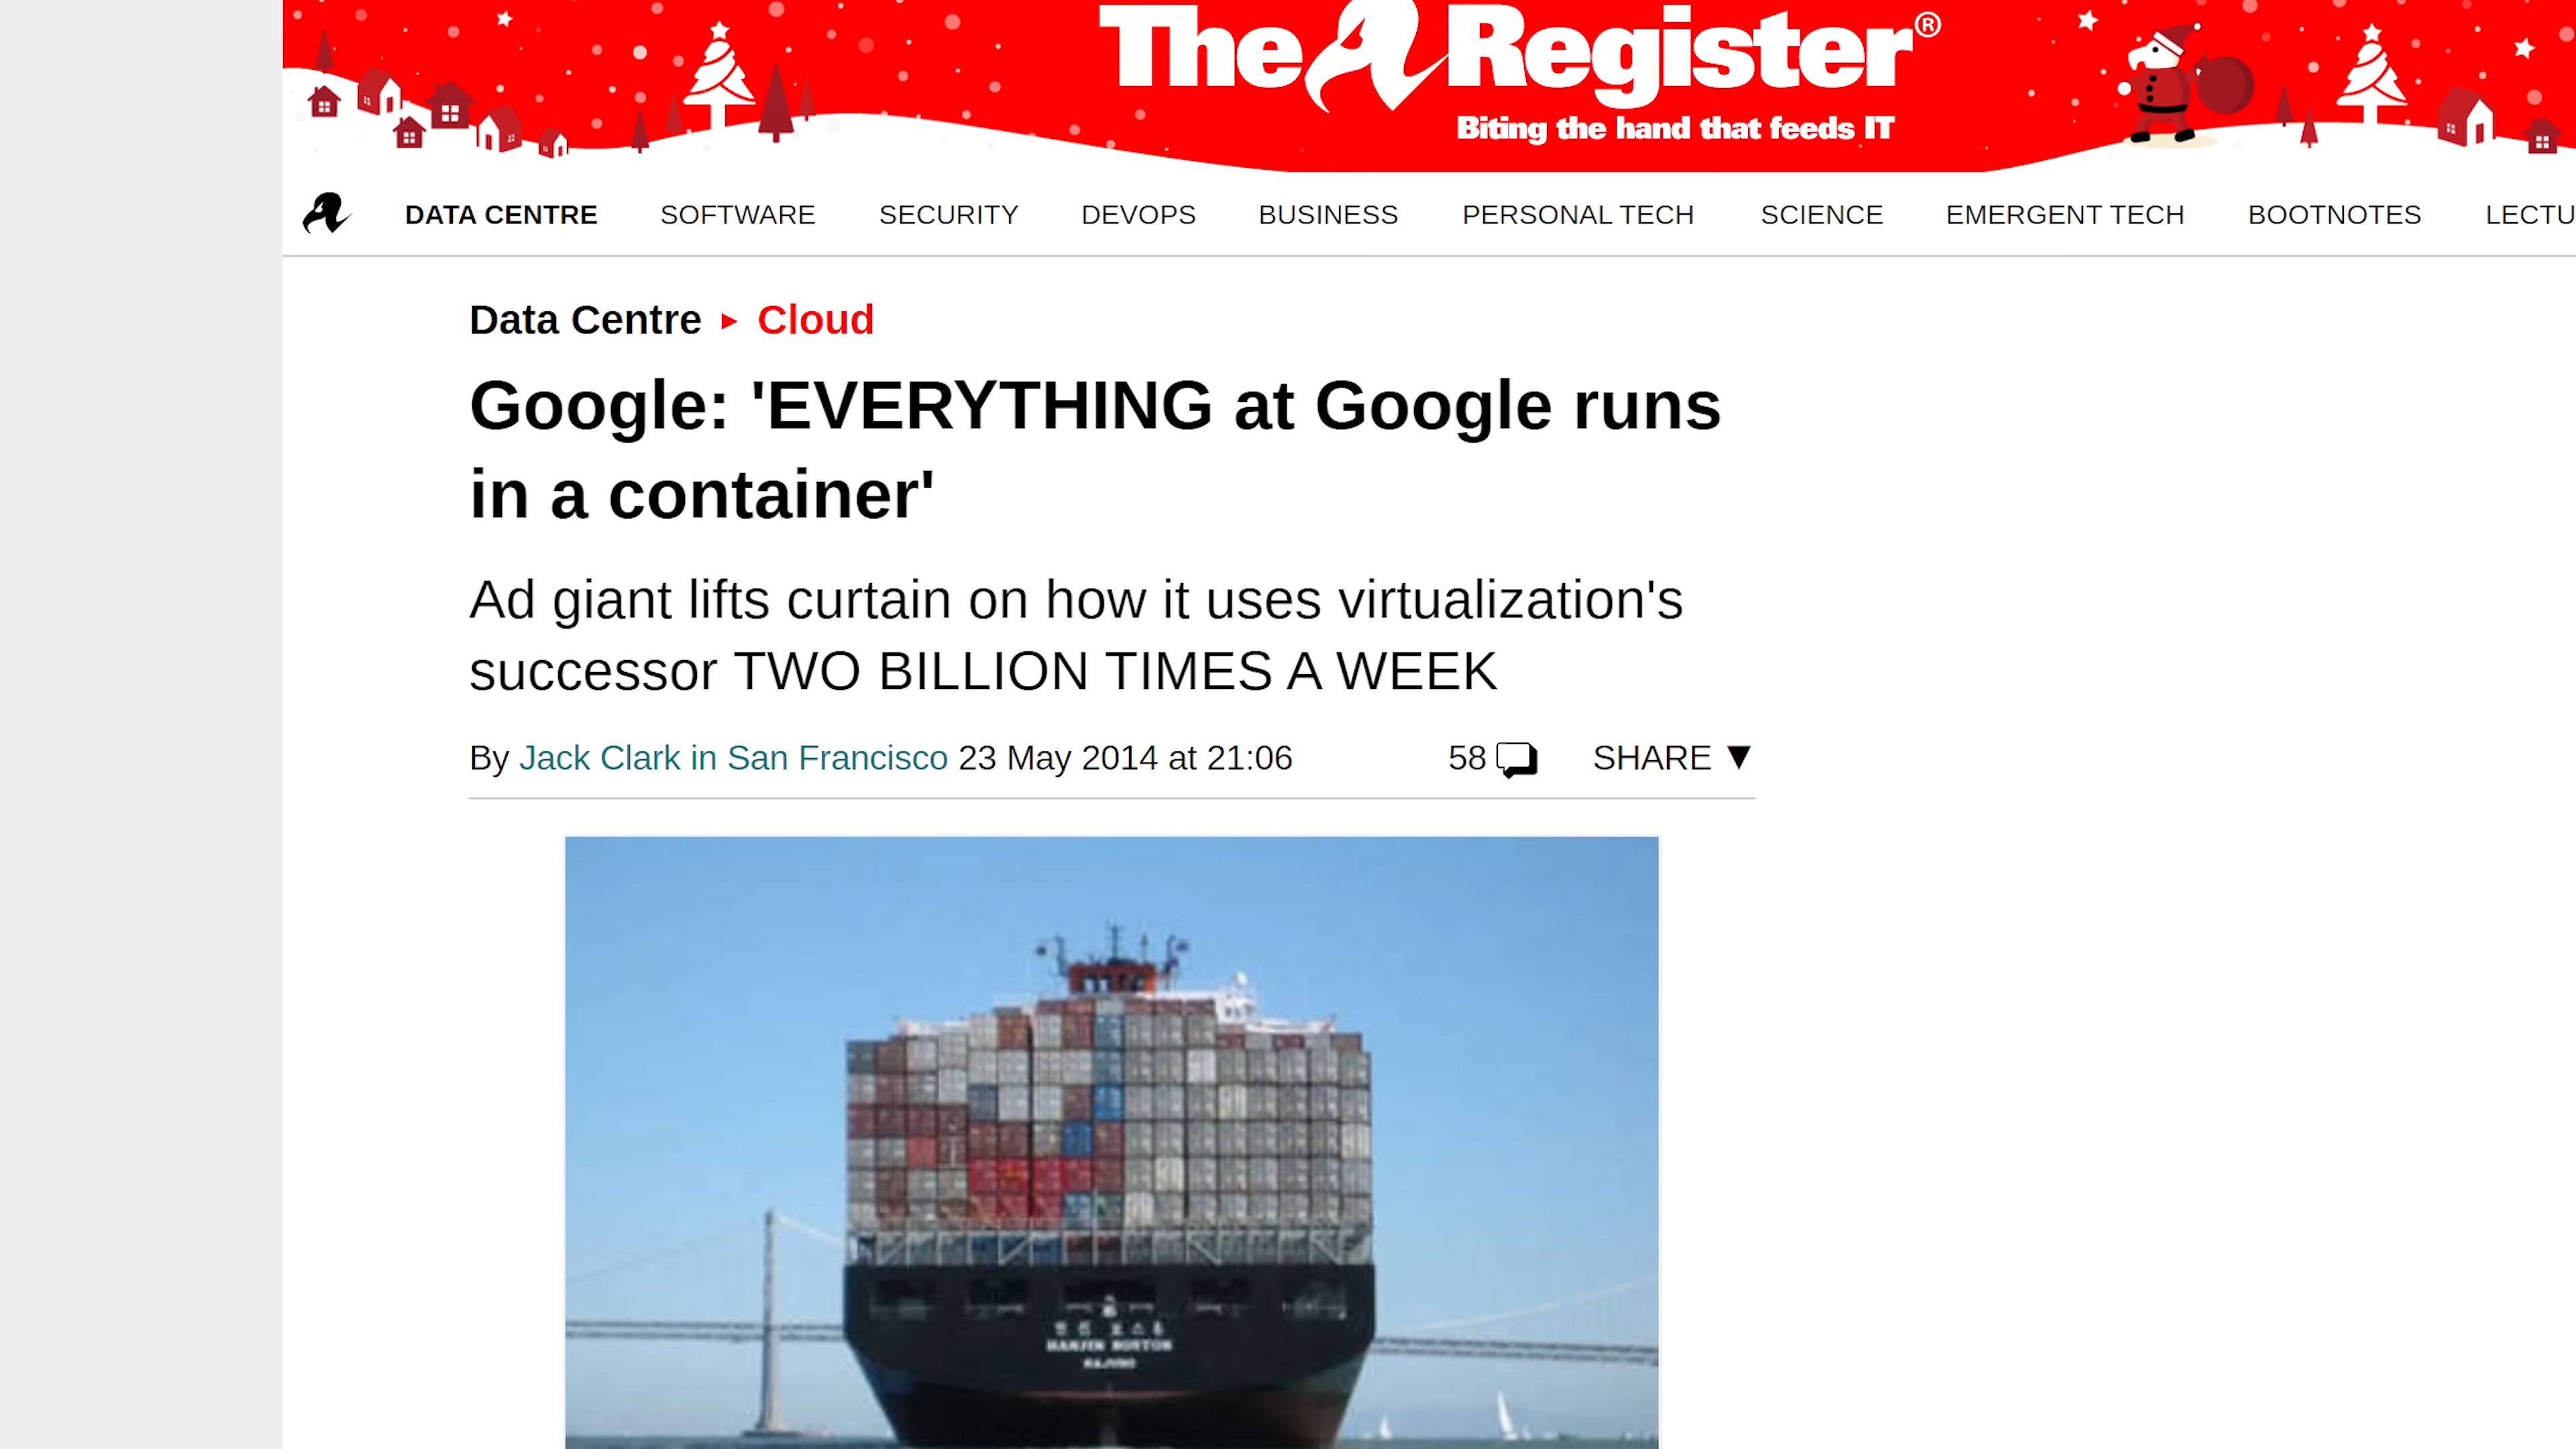 The Register®
Biting the hand that feeds IT
DATA CENTRE SOFTWARE SECURITY DEVOPS BUSINESS PERSONAL TECH SCIENCE EMERGENT TECH BOOTNOTES LECTU
Data Centre ▸ Cloud
Google: 'EVERYTHING at Google runs
in a container'
Ad giant lifts curtain on how it uses virtualization's
successor TWO BILLION TIMES A WEEK
By Jack Clark in San Francisco 23 May 2014 at 21:06 58 SHARE ▼
HANJIN BOSTON